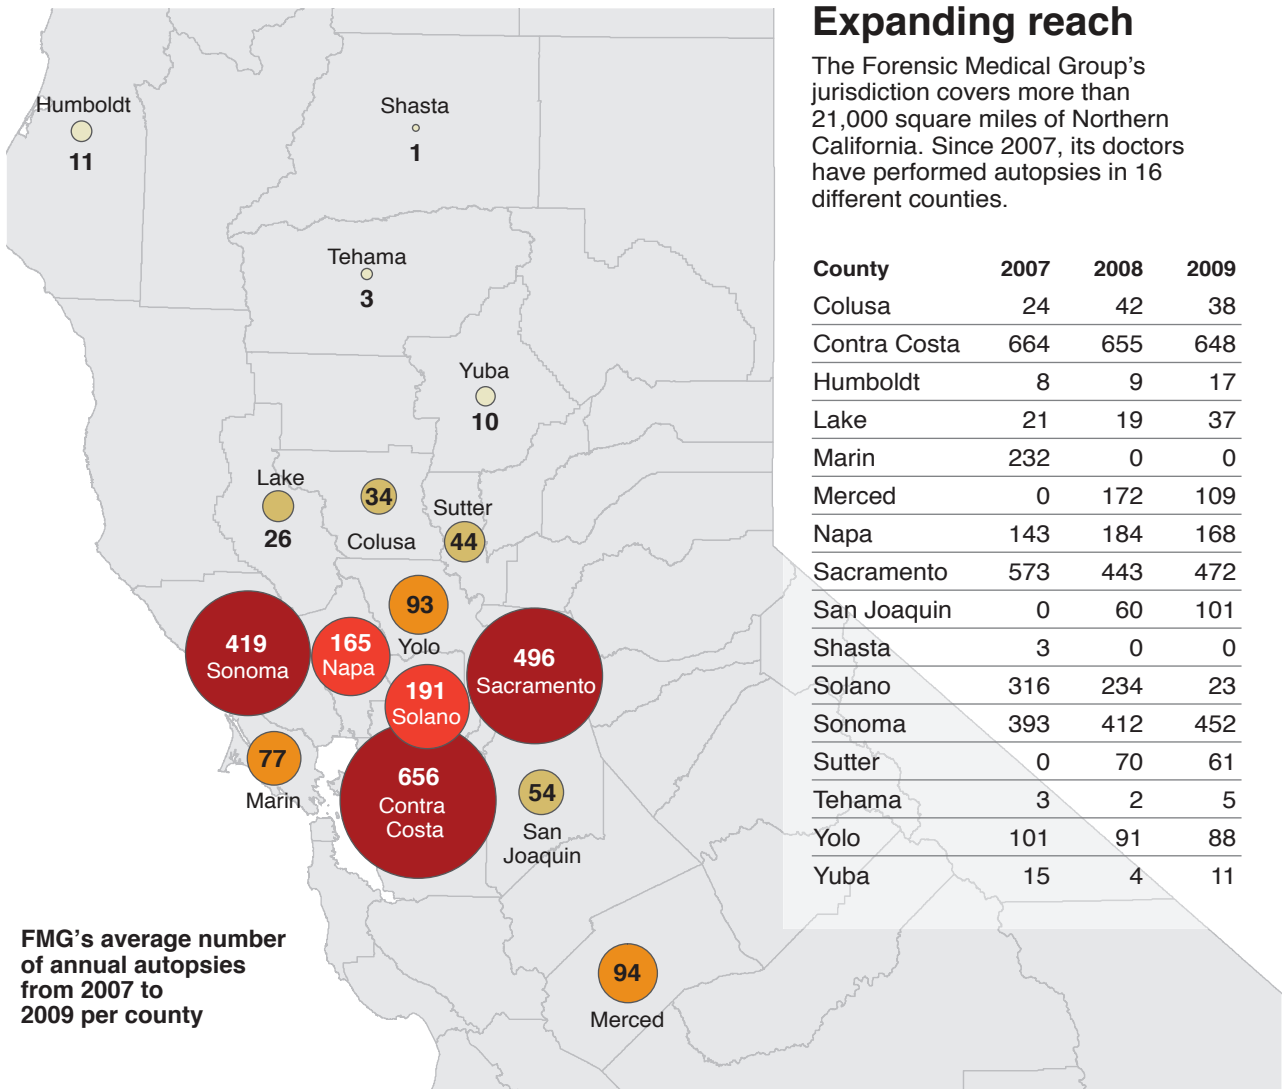 Expanding reach
The Forensic Medical Group's
jurisdiction covers more than
21,000 square miles of Northern
California. Since 2007, its doctors
have performed autopsies in 16
different counties.
County 2007 2008 2009
Colusa 24 42 38
Contra Costa 664 655 648
Humboldt 8 9 17
Lake 21 19 37
Marin 232 0 0
Merced 0 172 109
Napa 143 184 168
Sacramento 573 443 472
San Joaquin 0 60 101
Shasta 3 0 0
Solano 316 234 23
Sonoma 393 412 452
Sutter 0 70 61
Tehama 3 2 5
Yolo 101 91 88
Yuba 15 4 11
Humboldt
11
Shasta
1
Tehama
3
Yuba
10
Lake
26
34
Colusa
Sutter
44
93
Yolo
419
Sonoma
165
Napa
191
Solano
496
Sacramento
77
Marin
656
Contra
Costa
54
San
Joaquin
94
Merced
FMG's average number
of annual autopsies
from 2007 to
2009 per county